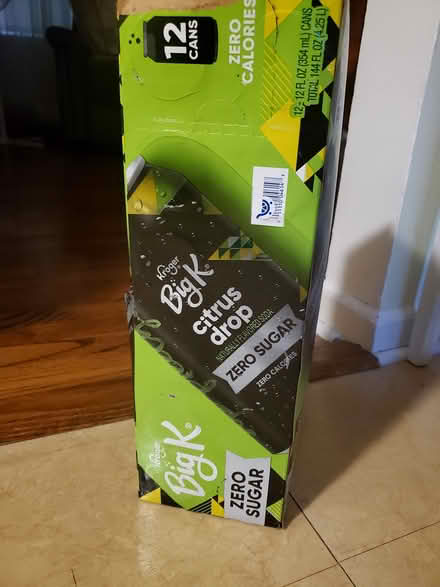 12
CANS
ZERO
CALORIES
12-12 FL OZ (354 mL) CANS
TOTAL 144 FL OZ (4.25 L)
Kroger
Big K®
citrus
drop
NATURALLY FLAVORED SODA
ZERO SUGAR
ZERO CALORIES
Kroger
Big K®
ZERO
SUGAR